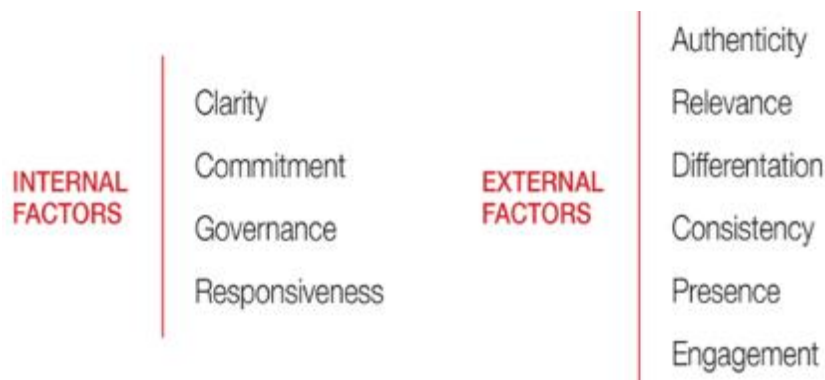 INTERNAL
FACTORS
Clarity
Commitment
Governance
Responsiveness
EXTERNAL
FACTORS
Authenticity
Relevance
Differentation
Consistency
Presence
Engagement